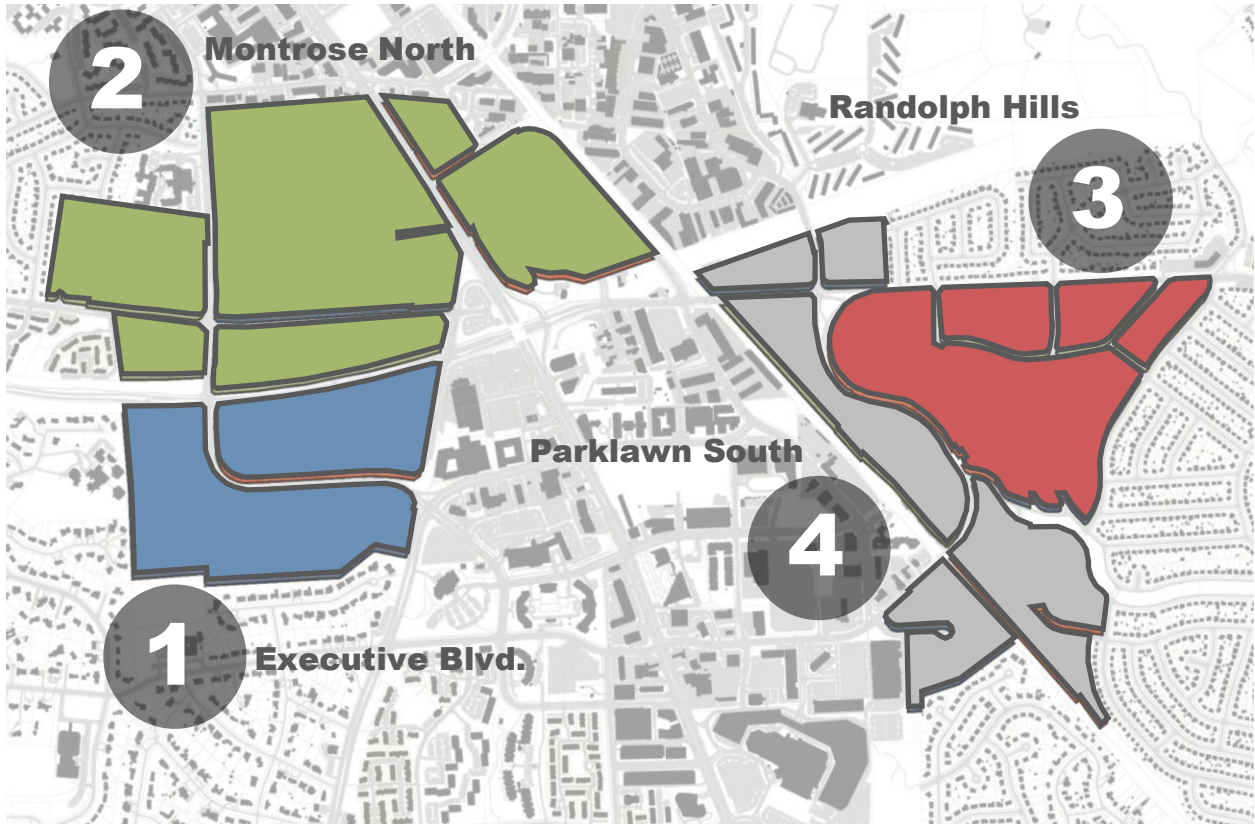 2
Montrose North
Randolph Hills
3
Parklawn South
4
1
Executive Blvd.